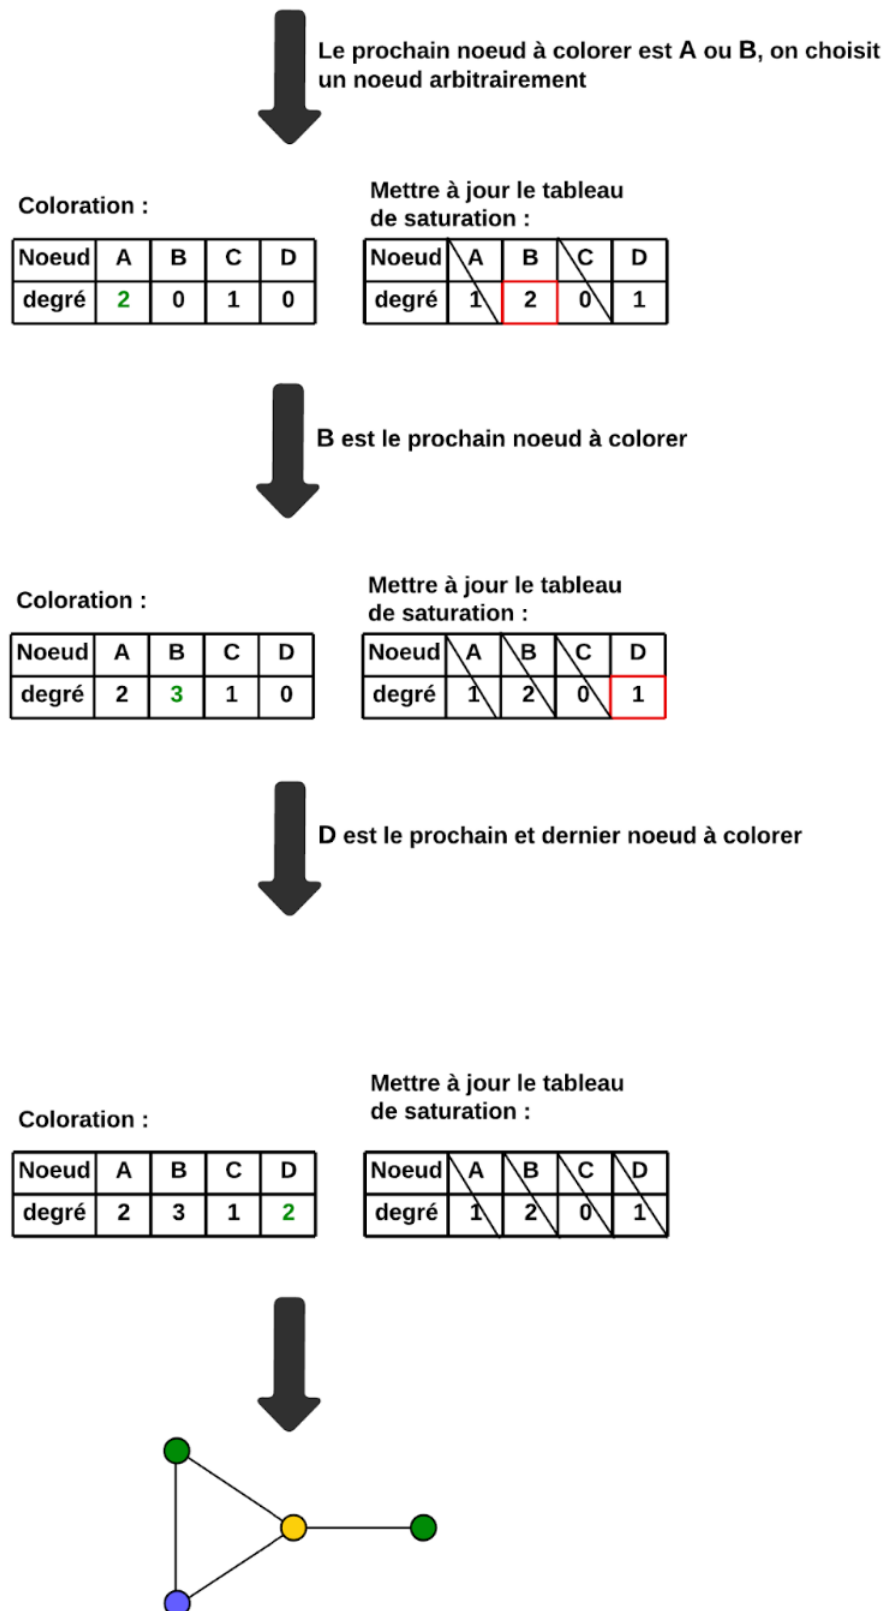 Le prochain noeud à colorer est A ou B, on choisit
un noeud arbitrairement
Coloration :
Mettre à jour le tableau
de saturation :
Noeud A B C D
degré 2 0 1 0
Noeud A B C D
degré 1 2 0 1
B est le prochain noeud à colorer
Coloration :
Mettre à jour le tableau
de saturation :
Noeud A B C D
degré 2 3 1 0
Noeud A B C D
degré 1 2 0 1
D est le prochain et dernier noeud à colorer
Coloration :
Mettre à jour le tableau
de saturation :
Noeud A B C D
degré 2 3 1 2
Noeud A B C D
degré 1 2 0 1